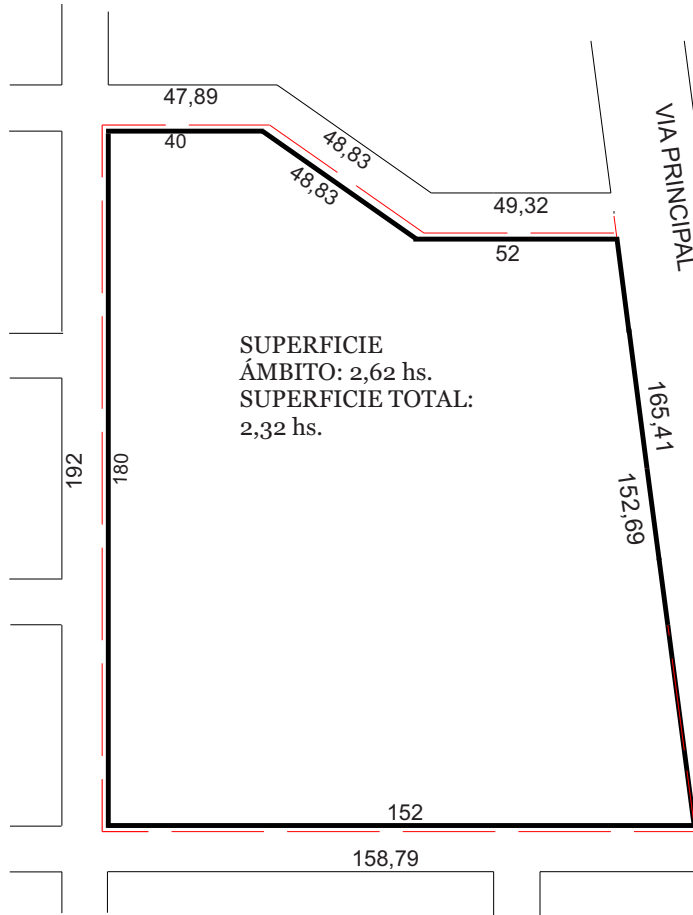 47,89
40
48,83
48,83
49,32
52
VIA PRINCIPAL
SUPERFICIE
ÁMBITO: 2,62 hs.
SUPERFICIE TOTAL:
2,32 hs.
165,41
152,69
192
180
152
158,79